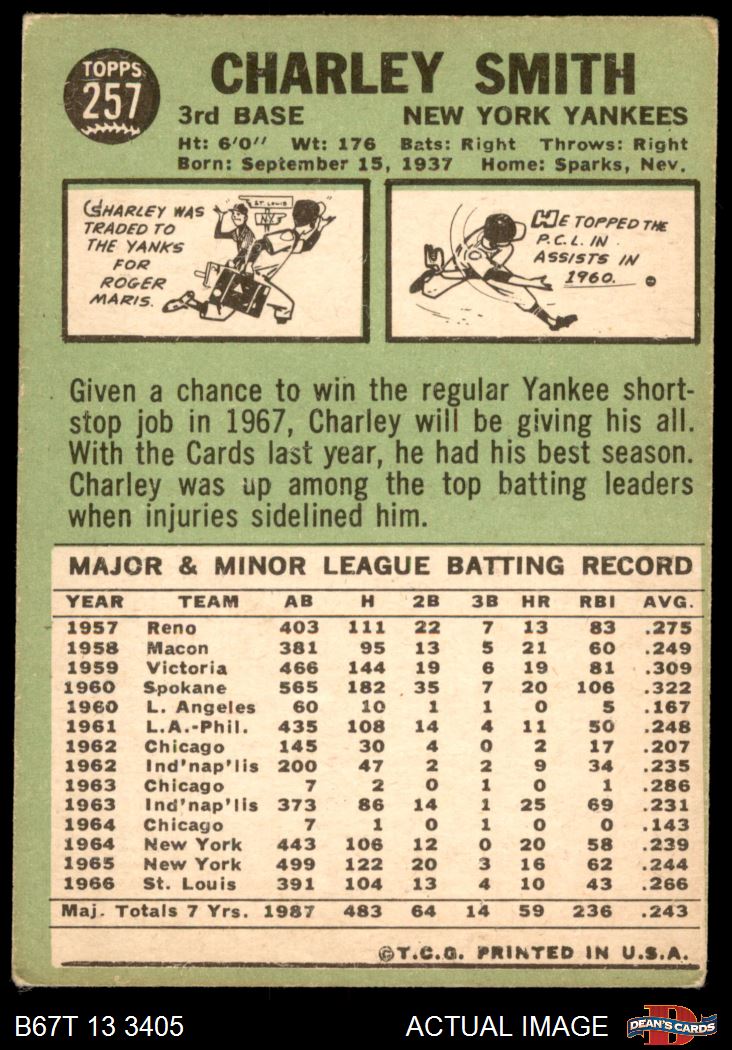 TOPPS
257
CHARLEY SMITH
3rd BASE NEW YORK YANKEES
Ht: 6'0" Wt: 176 Bats: Right Throws: Right
Born: September 15, 1937 Home: Sparks, Nev.
CHARLEY WAS
TRADED TO
THE YANKS
FOR
ROGER
MARIS.
ST. LOUIS
N.Y.
HE TOPPED THE
P.C.L. IN
ASSISTS IN
1960.
Given a chance to win the regular Yankee short-
stop job in 1967, Charley will be giving his all.
With the Cards last year, he had his best season.
Charley was up among the top batting leaders
when injuries sidelined him.
MAJOR & MINOR LEAGUE BATTING RECORD
YEAR TEAM AB H 2B 3B HR RBI AVG.
1957 Reno 403 111 22 7 13 83 .275
1958 Macon 381 95 13 5 21 60 .249
1959 Victoria 466 144 19 6 19 81 .309
1960 Spokane 565 182 35 7 20 106 .322
1960 L. Angeles 60 10 1 1 0 5 .167
1961 L.A.-Phil. 435 108 14 4 11 50 .248
1962 Chicago 145 30 4 0 2 17 .207
1962 Ind'nap'lis 200 47 2 2 9 34 .235
1963 Chicago 7 2 0 1 0 1 .286
1963 Ind'nap'lis 373 86 14 1 25 69 .231
1964 Chicago 7 1 0 1 0 0 .143
1964 New York 443 106 12 0 20 58 .239
1965 New York 499 122 20 3 16 62 .244
1966 St. Louis 391 104 13 4 10 43 .266
Maj. Totals 7 Yrs. 1987 483 64 14 59 236 .243
©T.C.G. PRINTED IN U.S.A.
B67T 13 3405 ACTUAL IMAGE
D
DEAN'S CARDS